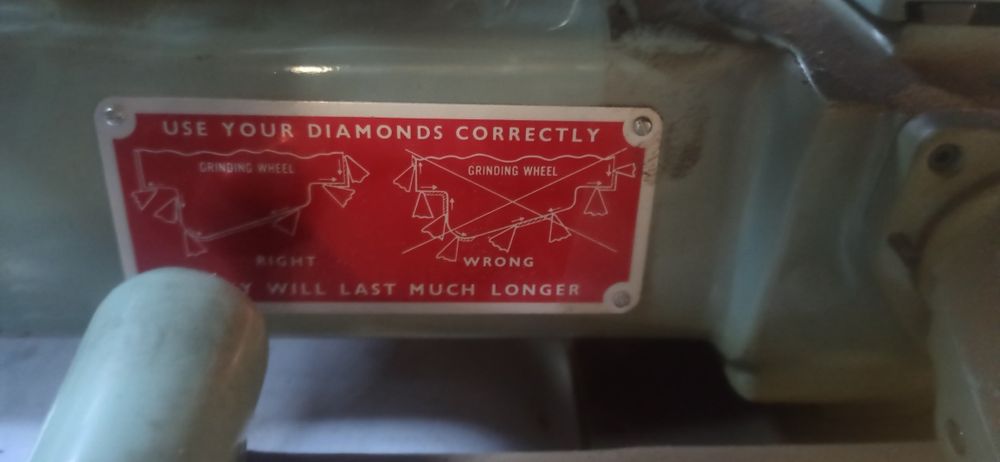 USE YOUR DIAMONDS CORRECTLY
GRINDING WHEEL
GRINDING WHEEL
RIGHT
WRONG
WILL LAST MUCH LONGER